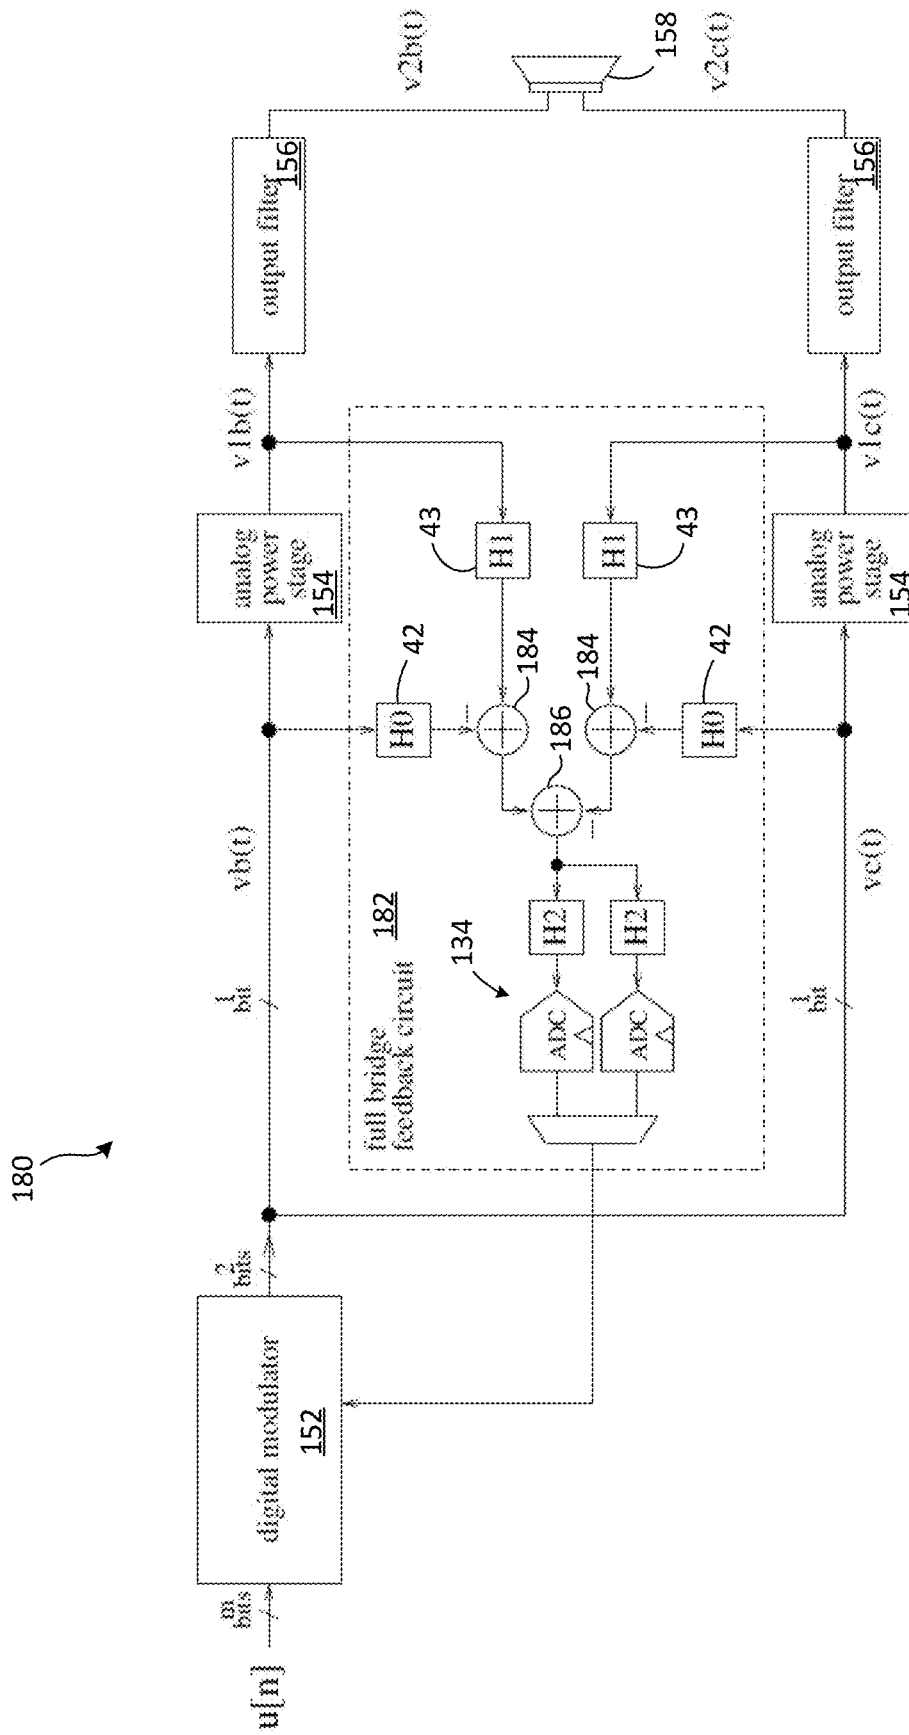 180
u[n]
m
bits
digital modulator
152
2
bits
1
bit
vb(t)
analog
power
stage
154
v1b(t)
output filter
156
v2b(t)
158
v2c(t)
full bridge
feedback circuit
182
134
ADC
ADC
H2
H2
186
184
184
H0
42
H1
43
H1
43
H0
42
1
bit
vc(t)
analog
power
stage
154
v1c(t)
output filter
156